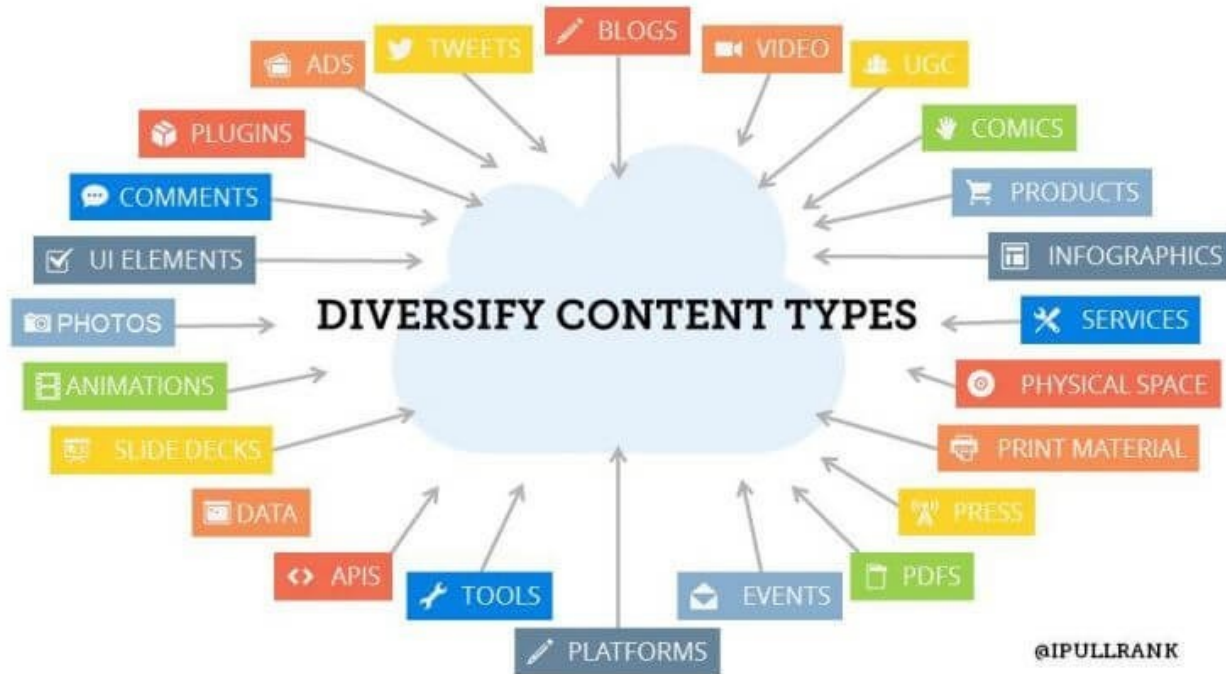 BLOGS
TWEETS
VIDEO
ADS
UGC
PLUGINS
COMICS
COMMENTS
PRODUCTS
UI ELEMENTS
INFOGRAPHICS
DIVERSIFY CONTENT TYPES
PHOTOS
SERVICES
ANIMATIONS
PHYSICAL SPACE
SLIDE DECKS
PRINT MATERIAL
DATA
PRESS
APIS
TOOLS
EVENTS
PDFS
PLATFORMS
@IPULLRANK